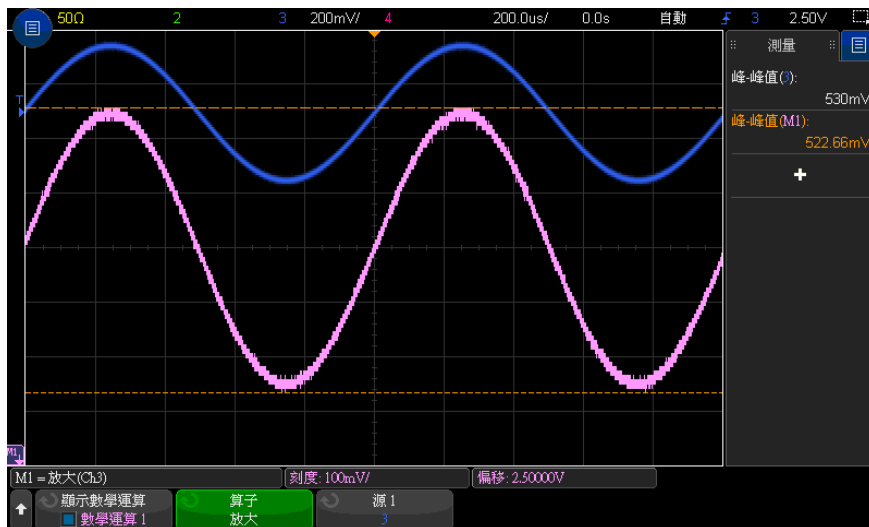 50Ω 2 3 200mV/ 4 200.0us/ 0.0s 自動 3 2.50V
測量
峰-峰值(3):
530mV
峰-峰值(M1):
522.66mV
+
T
M1
M1 = 放大(Ch3) 刻度: 100mV/ 偏移: 2.50000V
顯示數學運算 算子 源 1
數學運算 1 放大 3